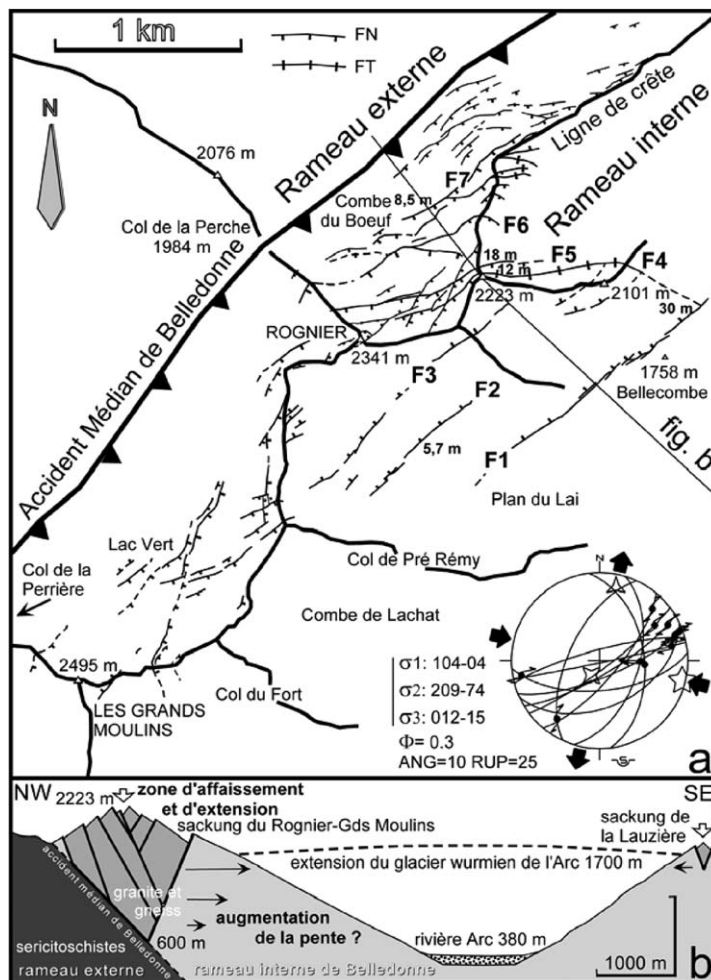 1 km
FN
FT
N
Rameau externe
Ligne de crête
Rameau interne
2076 m
Col de la Perche
1984 m
Combe
du Boeuf
8,5 m
F7
F6
18 m
F5
12 m
F4
2223 m
2101 m
30 m
ROGNIER
2341 m
F3
1758 m
Bellecombe
F2
5,7 m
F1
fig. b
Plan du Lai
Accident Médian de Belledonne
Lac Vert
Col de la
Perrière
Col de Pré Rémy
Combe de Lachat
2495 m
Col du Fort
LES GRANDS
MOULINS
N
σ1: 104-04
σ2: 209-74
σ3: 012-15
Φ= 0.3
ANG=10 RUP=25
S
a
NW
SE
2223 m
zone d'affaissement
et d'extension
sackung du Rognier-Gds Moulins
sackung de
la Lauzière
extension du glacier wurmien de l'Arc 1700 m
accident médian de Belledonne
granite et
gneiss
augmentation
de la pente ?
600 m
rivière Arc 380 m
sericitoschistes
rameau externe
rameau interne de Belledonne
1000 m
b